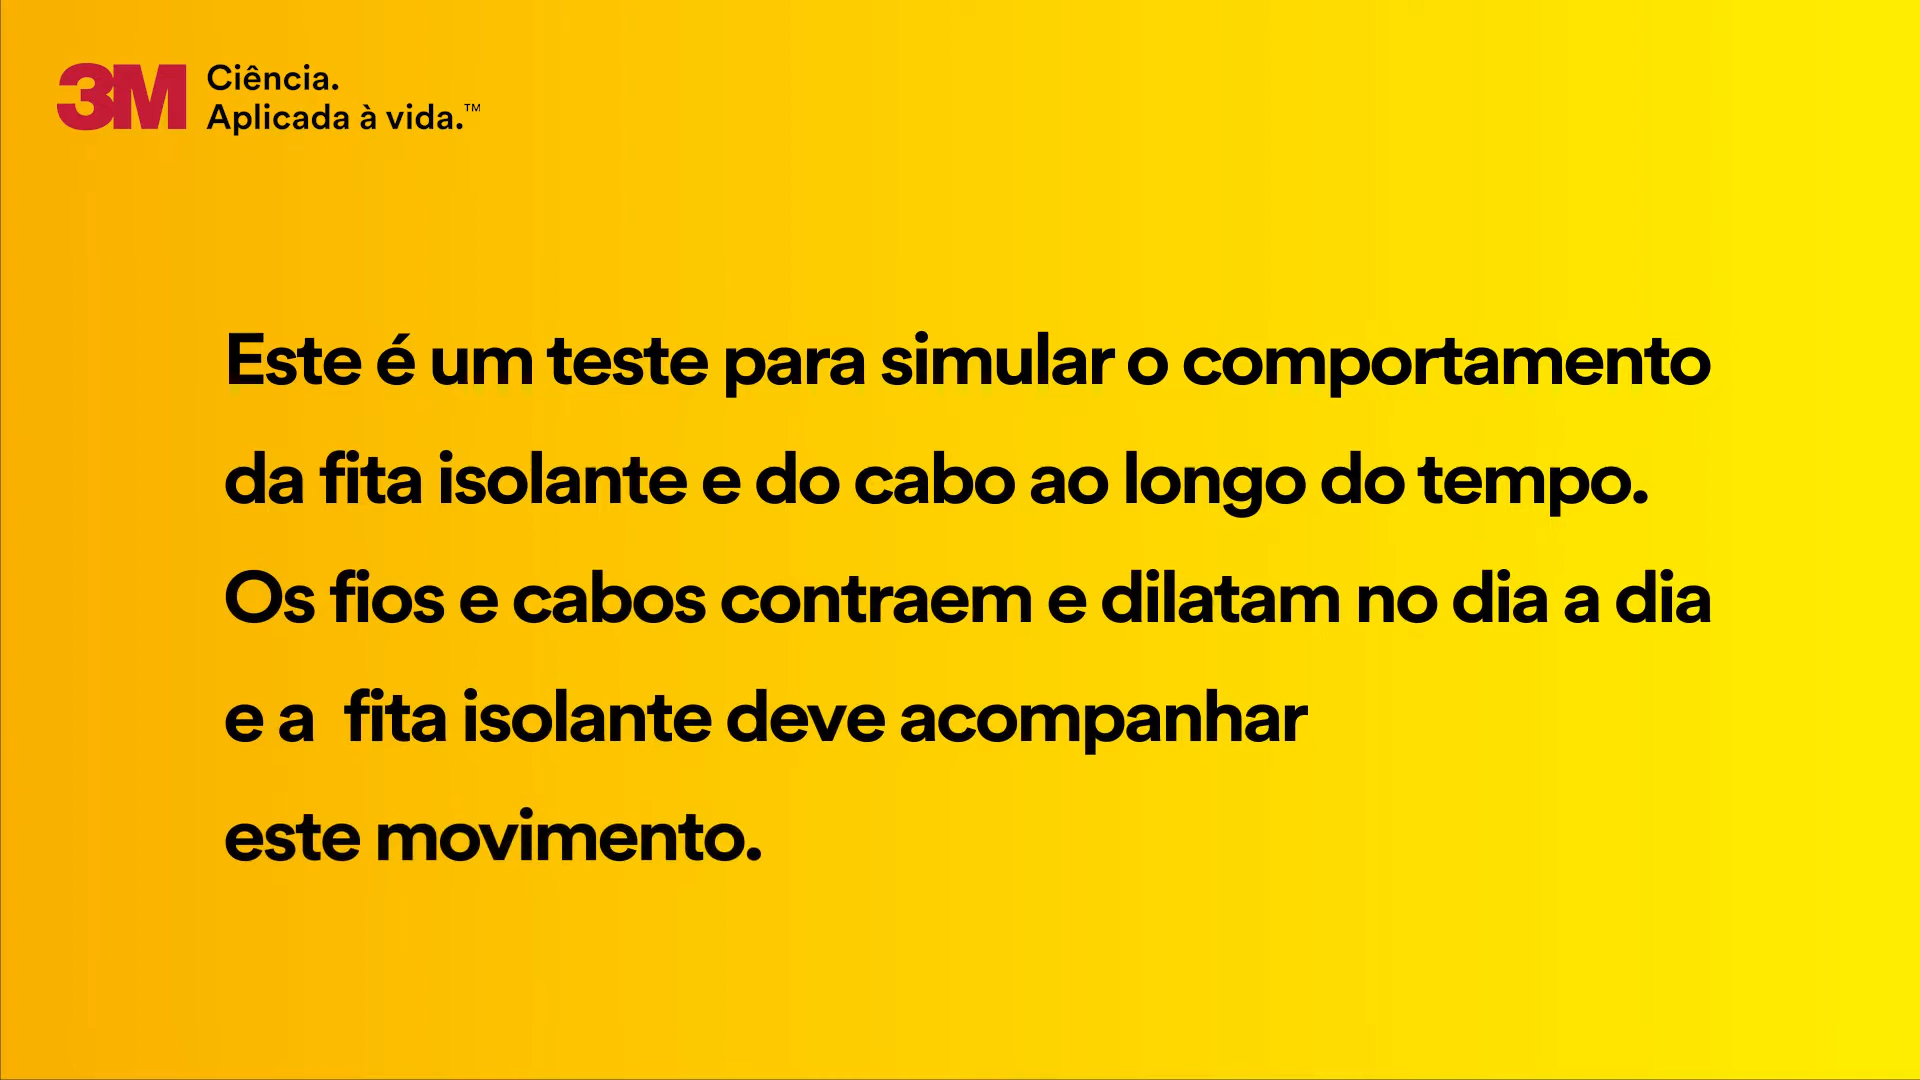 3M Ciência.
Aplicada à vida.™
Este é um teste para simular o comportamento
da fita isolante e do cabo ao longo do tempo.
Os fios e cabos contraem e dilatam no dia a dia
e a  fita isolante deve acompanhar
este movimento.